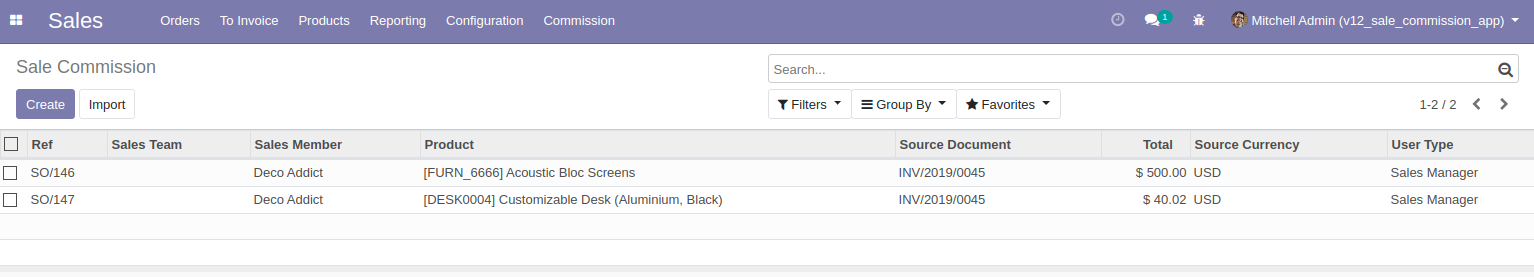 Sales Orders To Invoice Products Reporting Configuration Commission 1 Mitchell Admin (v12_sale_commission_app)
Sale Commission Search...
Create Import Filters Group By Favorites 1-2 / 2
Ref Sales Team Sales Member Product Source Document Total Source Currency User Type
SO/146 Deco Addict [FURN_6666] Acoustic Bloc Screens INV/2019/0045 $ 500.00 USD Sales Manager
SO/147 Deco Addict [DESK0004] Customizable Desk (Aluminium, Black) INV/2019/0045 $ 40.02 USD Sales Manager